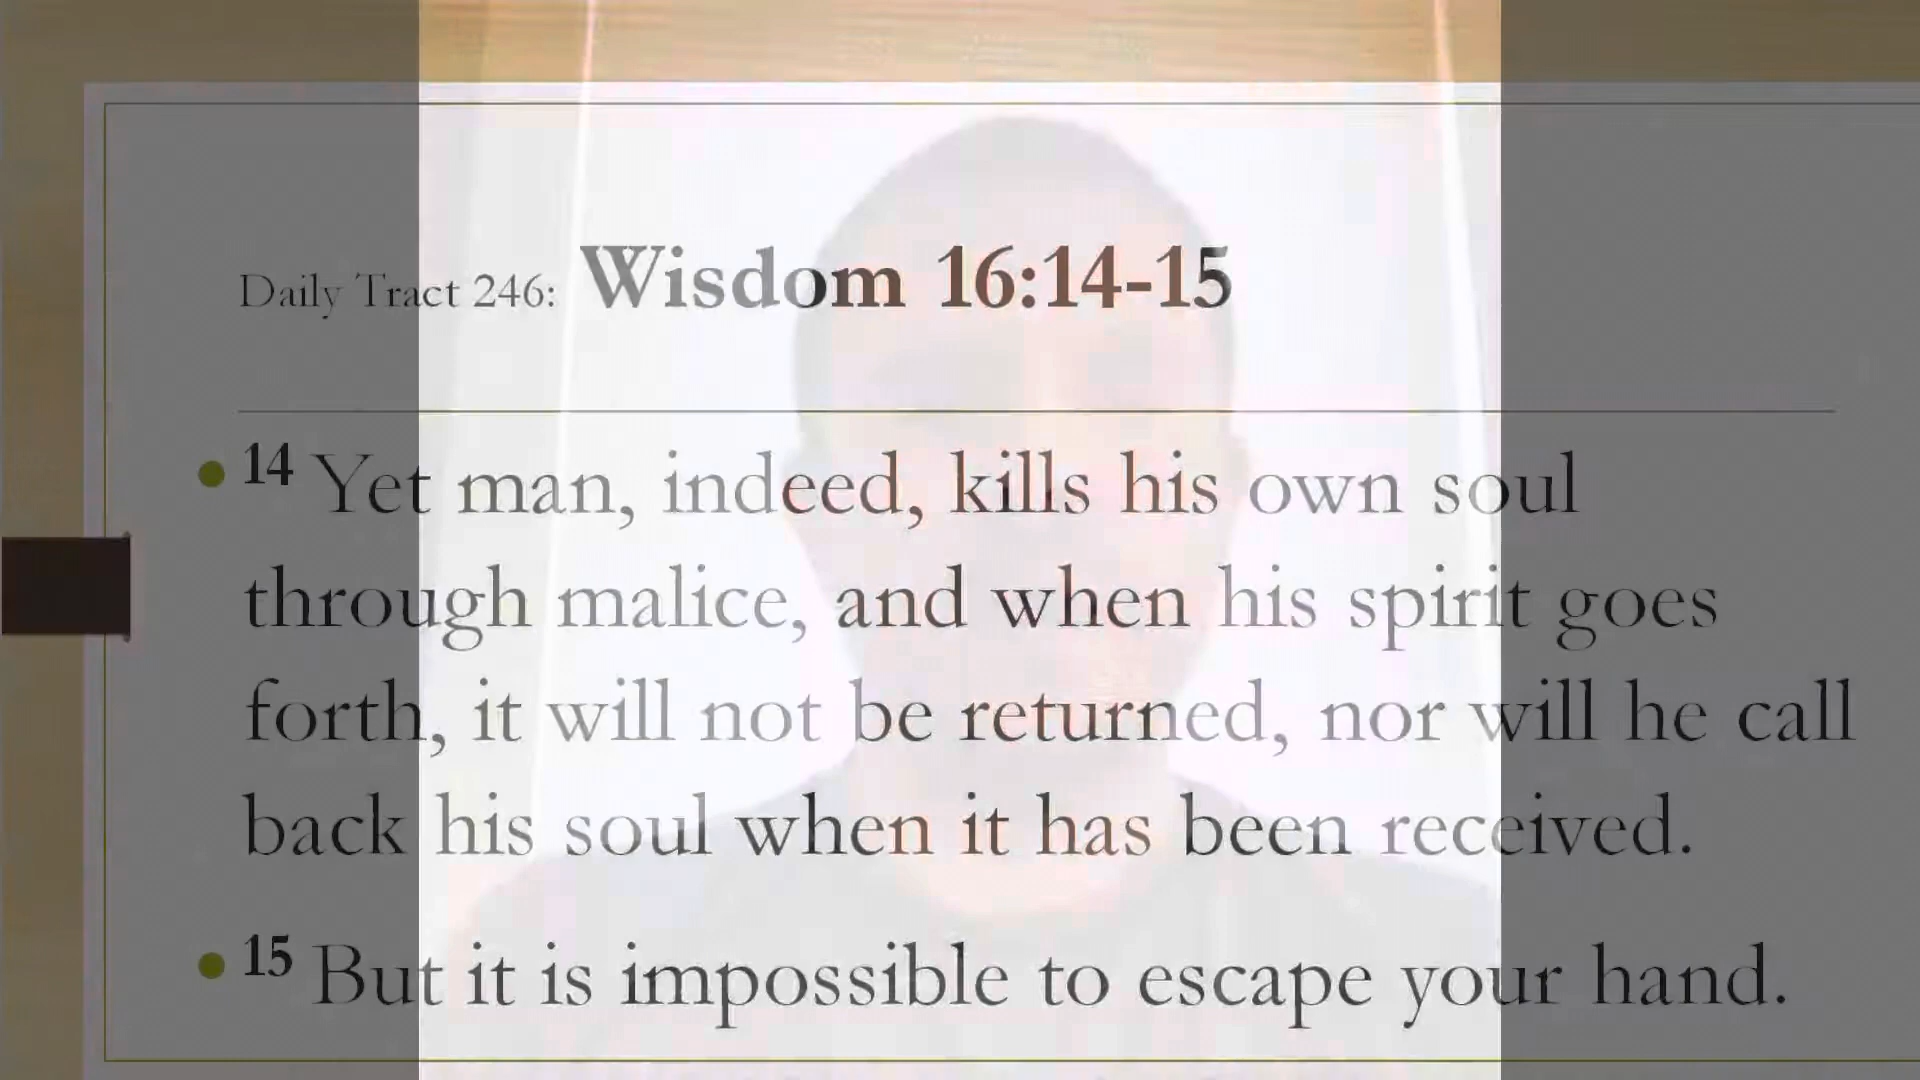 Daily Tract 246: Wisdom 16:14-15
14 Yet man, indeed, kills his own soul
through malice, and when his spirit goes
forth, it will not be returned, nor will he call
back his soul when it has been received.
15 But it is impossible to escape your hand.